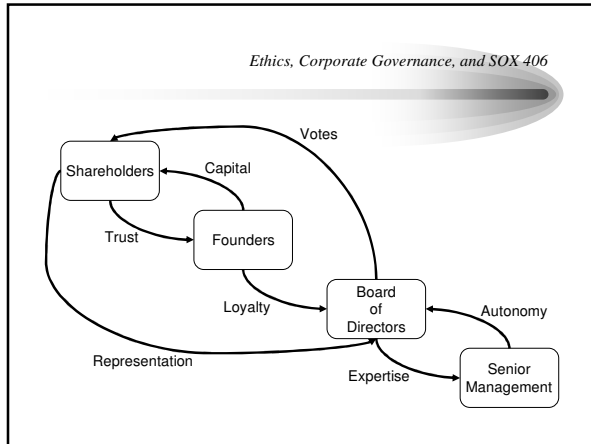 Ethics, Corporate Governance, and SOX 406
Votes
Shareholders
Capital
Trust
Founders
Loyalty
Board
of
Directors
Autonomy
Representation
Expertise
Senior
Management